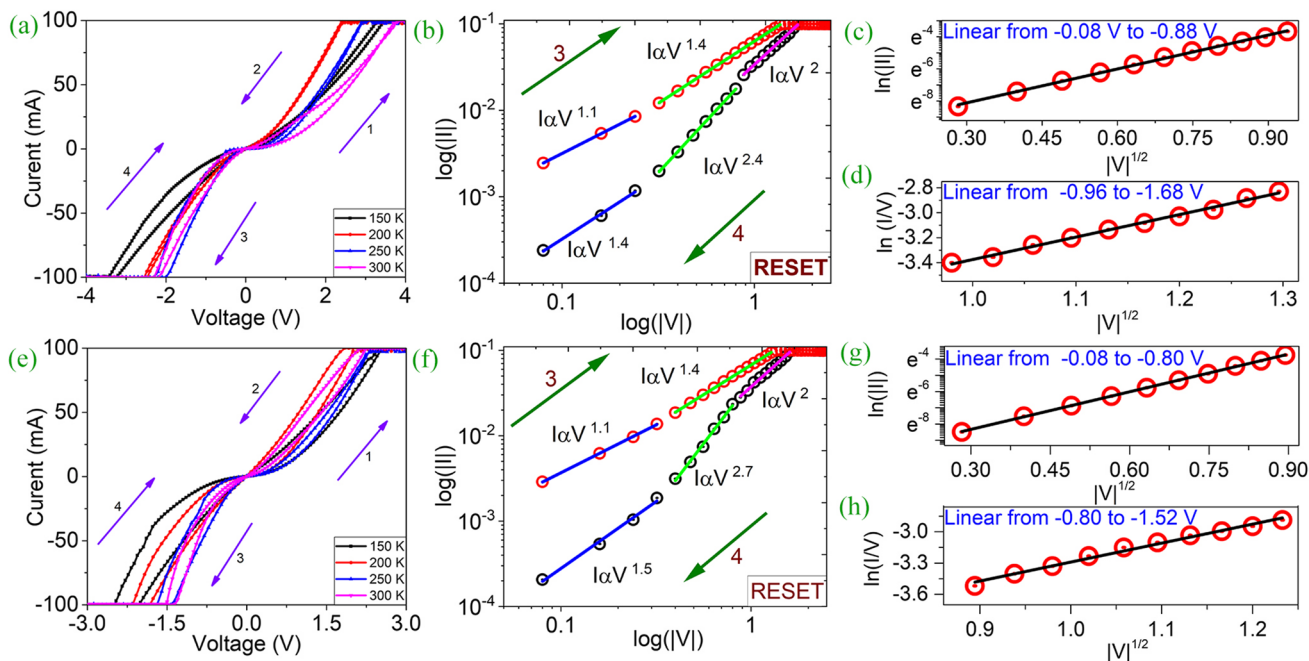 (a)
100
50
0
-50
-100
Curent (mA)
2
1
4
3
150 K
200 K
250 K
300 K
-4 -2 0 2 4
Voltage (V)
(b)
10^-1
10^-2
10^-3
10^-4
log(|I|)
3
IαV^1.4
IαV^2
IαV^1.1
IαV^2.4
IαV^1.4
4
RESET
0.1 1
log(|V|)
(c)
Linear from -0.08 V to -0.88 V
e^-4
e^-6
e^-8
ln(|I|)
0.30 0.45 0.60 0.75 0.90
|V|^1/2
(d)
Linear from -0.96 to -1.68 V
-2.8
-3.0
-3.2
-3.4
ln (I/V)
1.0 1.1 1.2 1.3
|V|^1/2
(e)
100
50
0
-50
-100
Curent (mA)
2
1
4
3
150 K
200 K
250 K
300 K
-3.0 -1.5 0.0 1.5 3.0
Voltage (V)
(f)
10^-1
10^-2
10^-3
10^-4
log(|I|)
3
IαV^1.4
IαV^2
IαV^1.1
IαV^2.7
IαV^1.5
4
RESET
0.1 1
log(|V|)
(g)
Linear from -0.08 to -0.80 V
e^-4
e^-6
e^-8
ln(|I|)
0.30 0.45 0.60 0.75 0.90
|V|^1/2
(h)
Linear from -0.80 to -1.52 V
-3.0
-3.3
-3.6
ln(I/V)
0.9 1.0 1.1 1.2
|V|^1/2